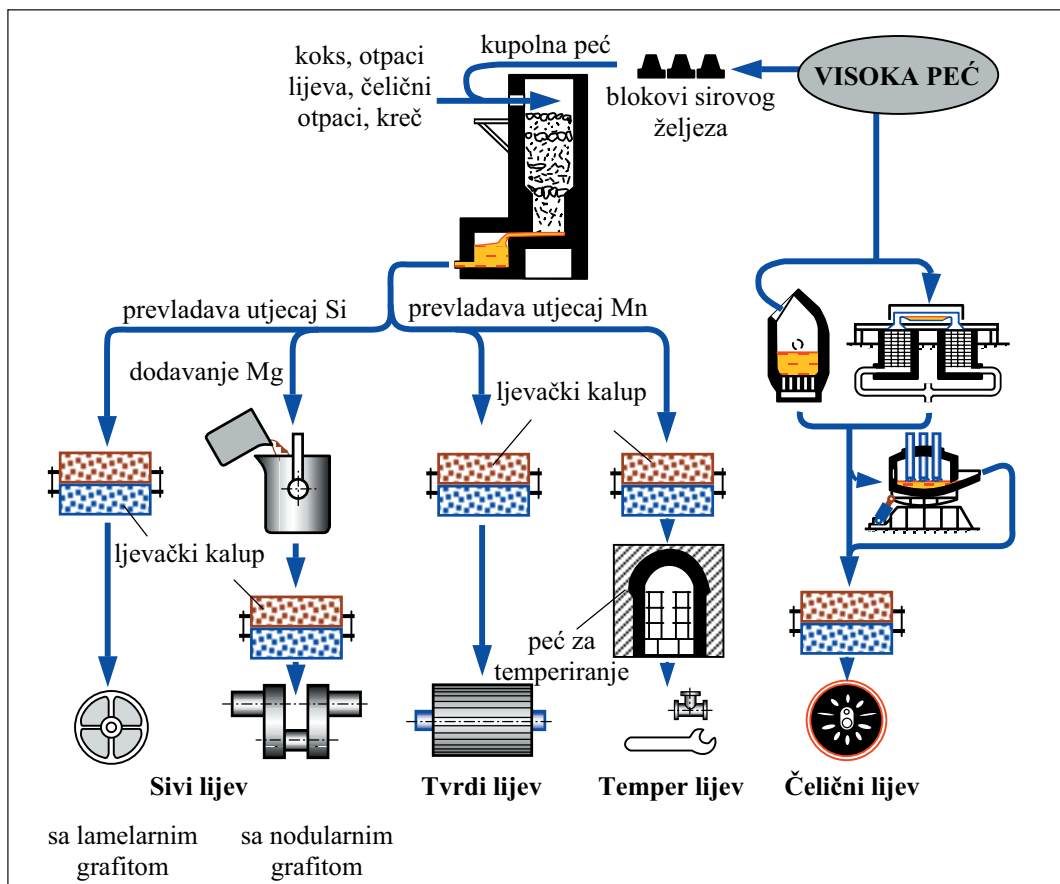 koks, otpaci
lijeva, čelični
otpaci, kreč
kupolna peć
blokovi sirovog
željeza
VISOKA PEĆ
prevladava utjecaj Si
prevladava utjecaj Mn
dodavanje Mg
ljevački kalup
ljevački kalup
peć za
temperiranje
Sivi lijev
Tvrdi lijev
Temper lijev
Čelični lijev
sa lamelarnim
grafitom
sa nodularnim
grafitom